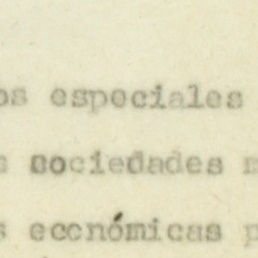 os especiales
s sociedades m
s económicas p